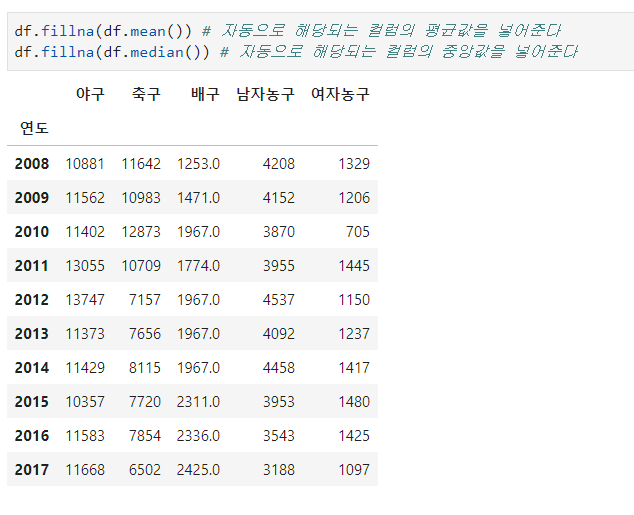 df.fillna(df.mean()) # 자동으로 해당되는 컬럼의 평균값을 넣어준다
df.fillna(df.median()) # 자동으로 해당되는 컬럼의 중앙값을 넣어준다
야구 축구 배구 남자농구 여자농구
연도
2008 10881 11642 1253.0 4208 1329
2009 11562 10983 1471.0 4152 1206
2010 11402 12873 1967.0 3870 705
2011 13055 10709 1774.0 3955 1445
2012 13747 7157 1967.0 4537 1150
2013 11373 7656 1967.0 4092 1237
2014 11429 8115 1967.0 4458 1417
2015 10357 7720 2311.0 3953 1480
2016 11583 7854 2336.0 3543 1425
2017 11668 6502 2425.0 3188 1097